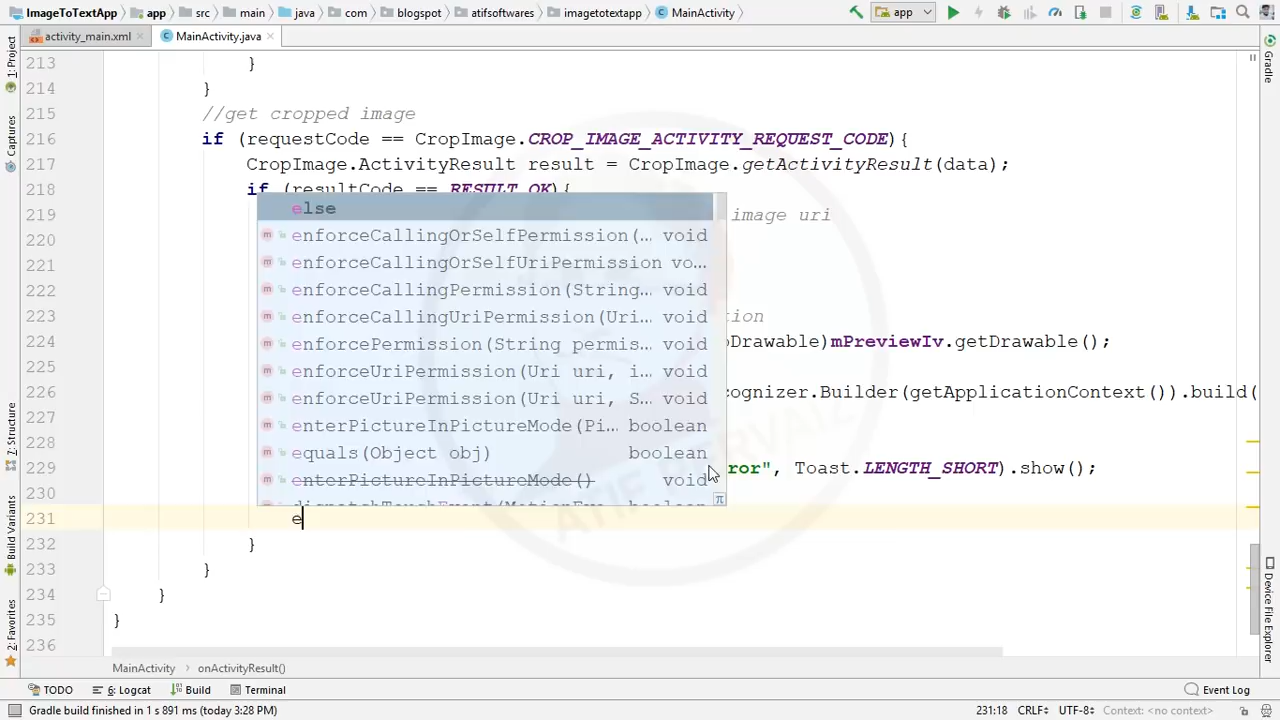 ImageToTextApp app src main java com blogspot atifsoftwares imagetotextapp MainActivity app
activity_main.xml MainActivity.java
1: Project
Captures
7: Structure
Build Variants
2: Favorites
Gradle
Device File Explorer
213 }
214 }
215 //get cropped image
216 if (requestCode == CropImage.CROP_IMAGE_ACTIVITY_REQUEST_CODE){
217 CropImage.ActivityResult result = CropImage.getActivityResult(data);
218 if (resultCode == RESULT_OK){
219 image uri
220
221
222
223 ion
224 Drawable)mPreviewIv.getDrawable();
225
226 cognizer.Builder(getApplicationContext()).build(
227
228
229 ror", Toast.LENGTH_SHORT).show();
230
231 e
232 }
233 }
234 }
235 }
236
else
enforceCallingOrSelfPermission(… void
enforceCallingOrSelfUriPermission vo…
enforceCallingPermission(String… void
enforceCallingUriPermission(Uri… void
enforcePermission(String permis… void
enforceUriPermission(Uri uri, i… void
enforceUriPermission(Uri uri, S… void
enterPictureInPictureMode(Pi… boolean
equals(Object obj) boolean
enterPictureInPictureMode() void
MainActivity onActivityResult()
TODO 6: Logcat Build Terminal Event Log
Gradle build finished in 1 s 891 ms (today 3:28 PM) 231:18 CRLF UTF-8 Context: <no context>